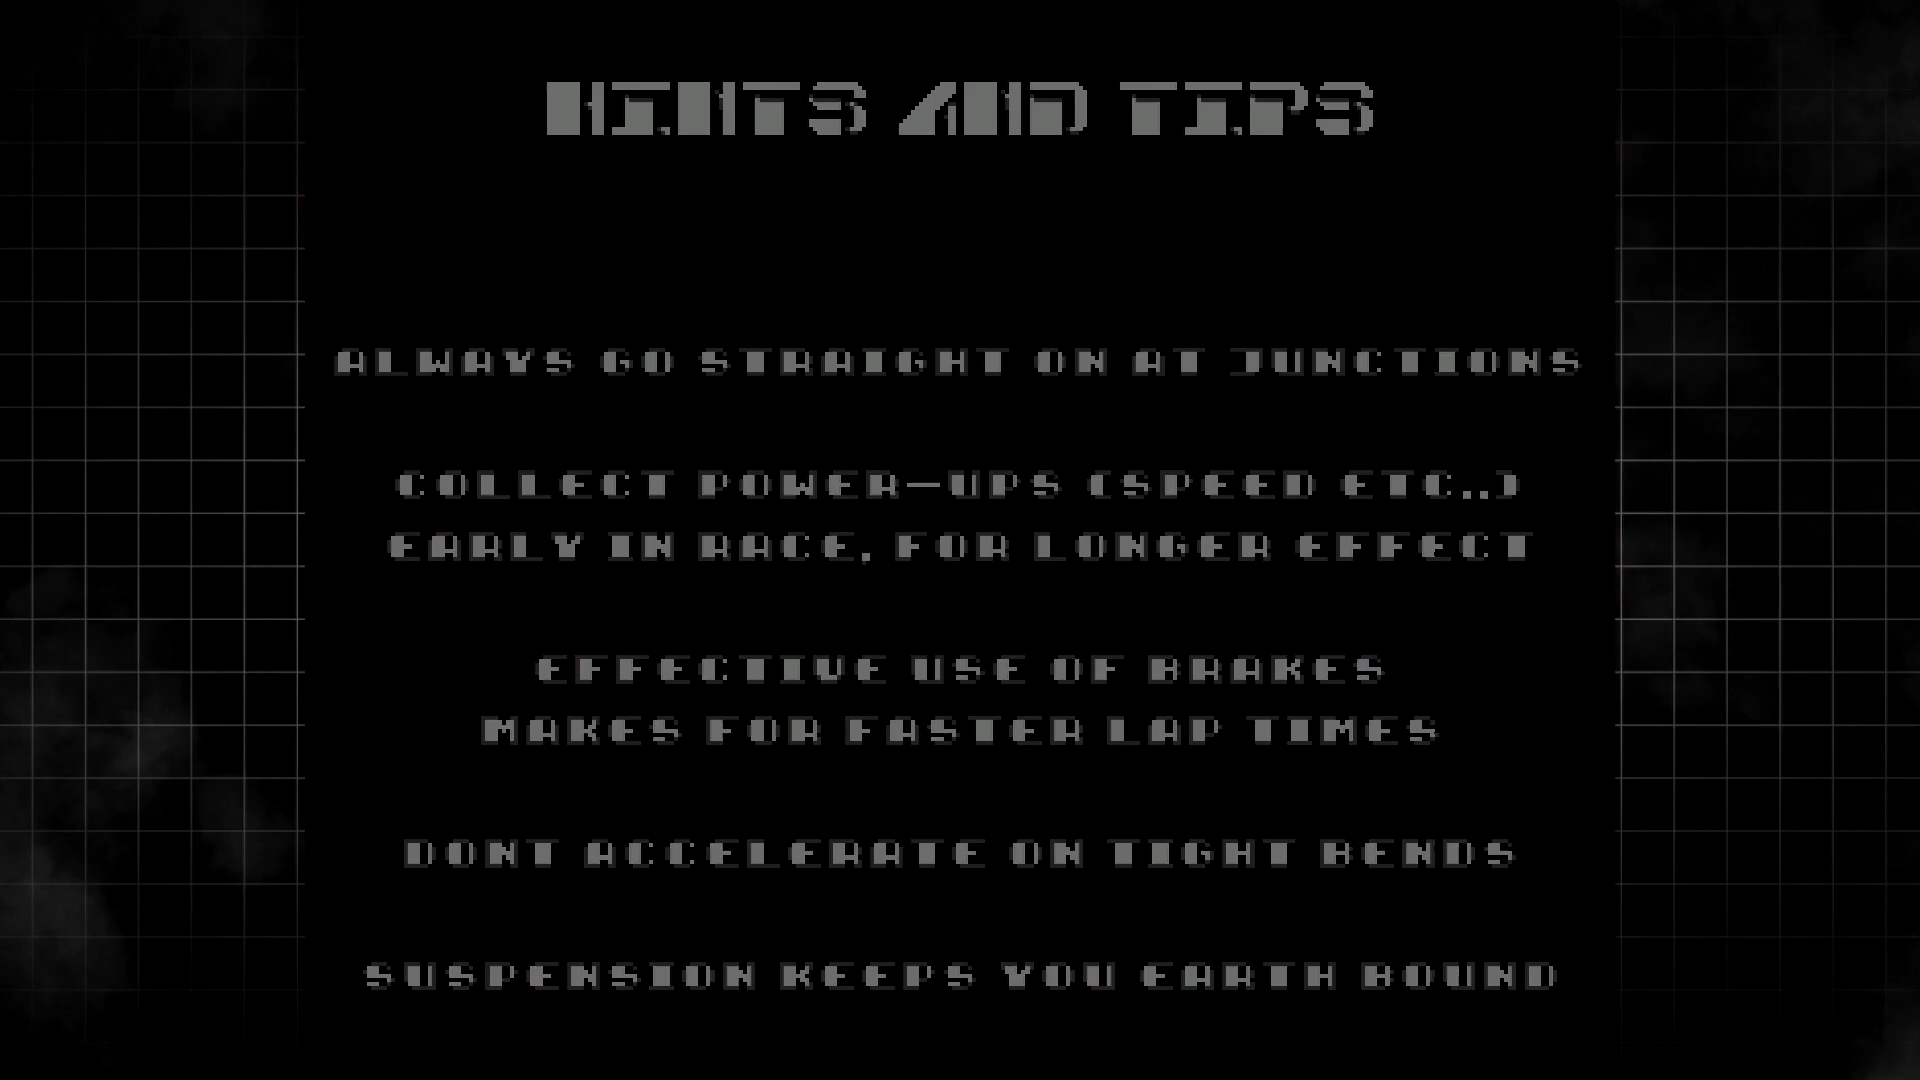 HINTS AND TIPS
ALWAYS GO STRAIGHT ON AT JUNCTIONS
COLLECT POWER-UPS (SPEED ETC..)
EARLY IN RACE, FOR LONGER EFFECT
EFFECTIVE USE OF BRAKES
MAKES FOR FASTER LAP TIMES
DONT ACCELERATE ON TIGHT BENDS
SUSPENSION KEEPS YOU EARTH BOUND